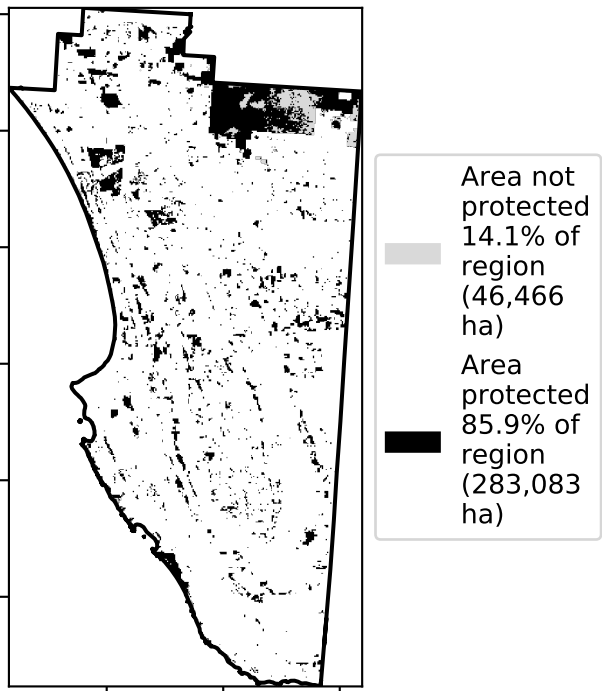 Area not
protected
14.1% of
region
(46,466
ha)
Area
protected
85.9% of
region
(283,083
ha)